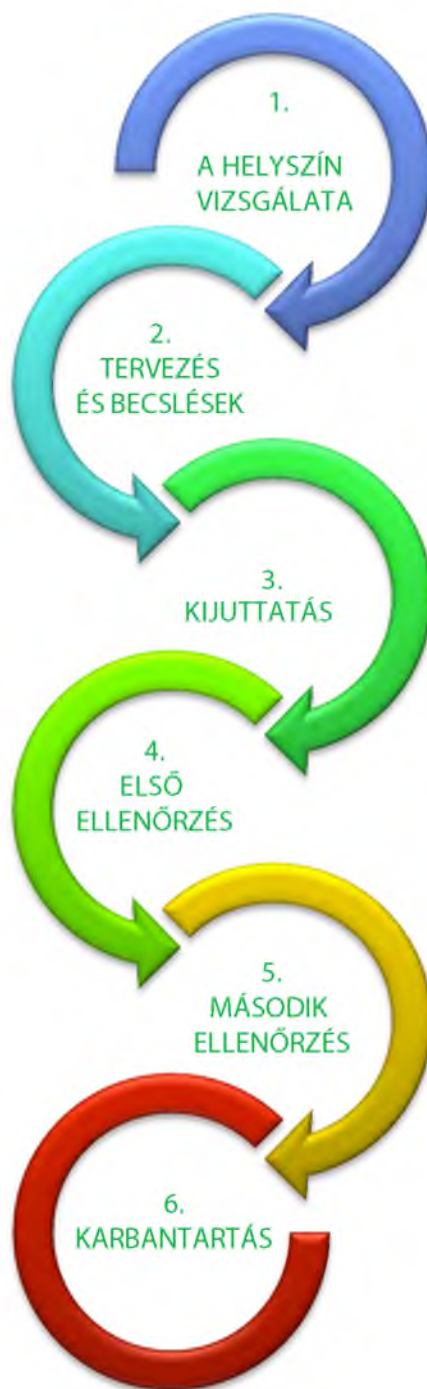 1.
A HELYSZÍN
VIZSGÁLATA
2.
TERVEZÉS
ÉS BECSLÉSEK
3.
KIJUTTATÁS
4.
ELSŐ
ELLENŐRZÉS
5.
MÁSODIK
ELLENŐRZÉS
6.
KARBANTARTÁS